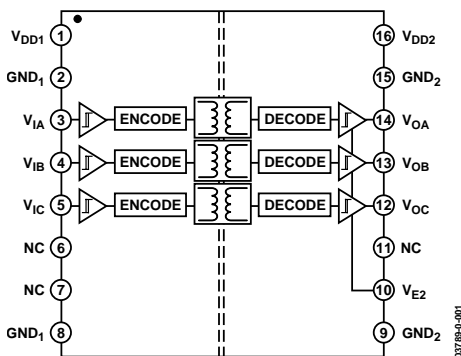 VDD1 1 16 VDD2
GND1 2 15 GND2
VIA 3 ENCODE DECODE 14 VOA
VIB 4 ENCODE DECODE 13 VOB
VIC 5 ENCODE DECODE 12 VOC
NC 6 11 NC
NC 7 10 VE2
GND1 8 9 GND2
03789-0-001